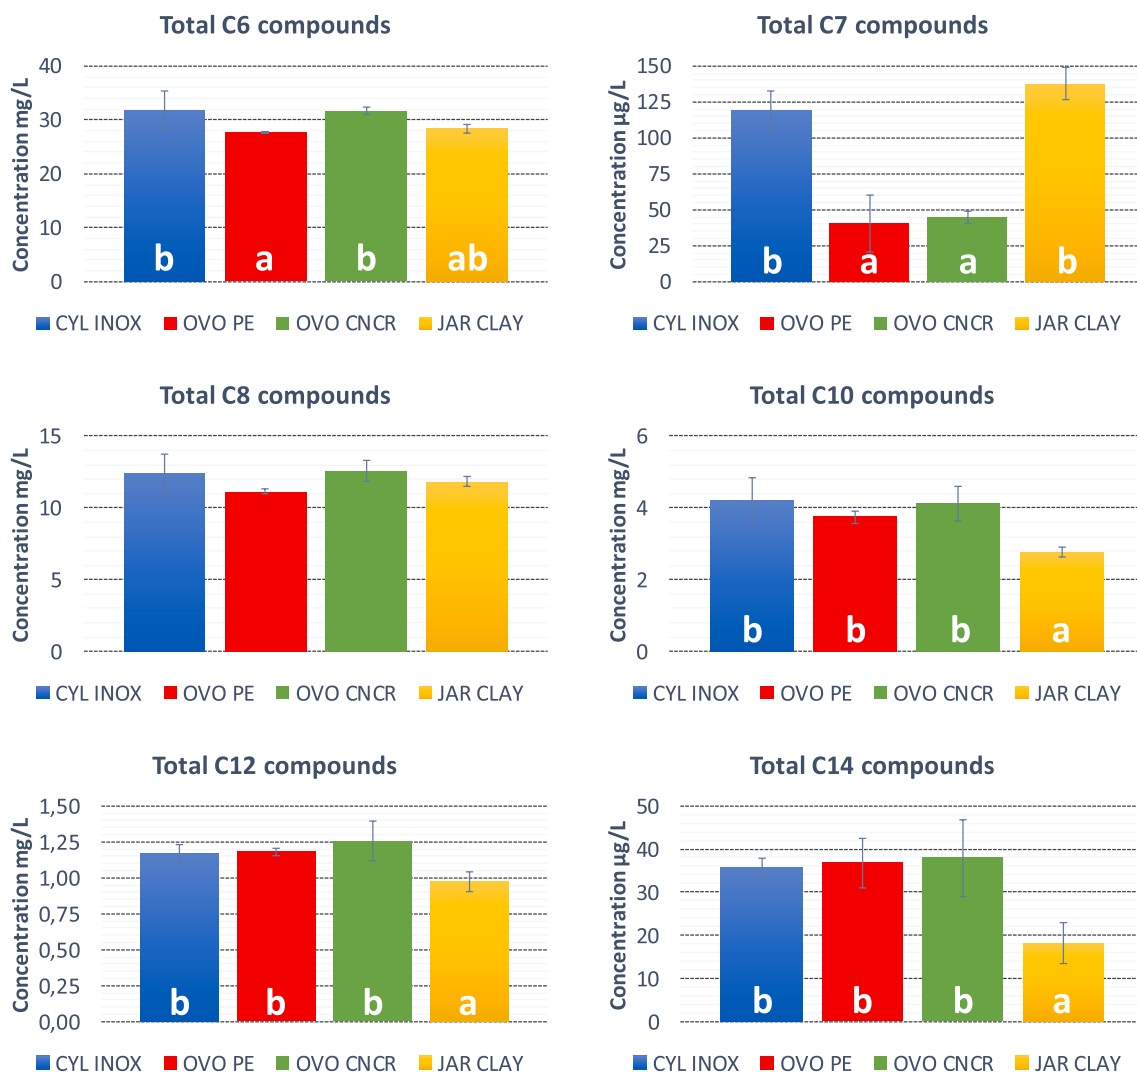 Total C6 compounds
Concentration mg/L
40
30
20
10
0
b a b ab
CYL INOX OVO PE OVO CNCR JAR CLAY
Total C7 compounds
Concentration µg/L
150
125
100
75
50
25
0
b a a b
CYL INOX OVO PE OVO CNCR JAR CLAY
Total C8 compounds
Concentration mg/L
15
10
5
0
CYL INOX OVO PE OVO CNCR JAR CLAY
Total C10 compounds
Concentration mg/L
6
4
2
0
b b b a
CYL INOX OVO PE OVO CNCR JAR CLAY
Total C12 compounds
Concentration mg/L
1,50
1,25
1,00
0,75
0,50
0,25
0,00
b b b a
CYL INOX OVO PE OVO CNCR JAR CLAY
Total C14 compounds
Concentration µg/L
50
40
30
20
10
0
b b b a
CYL INOX OVO PE OVO CNCR JAR CLAY